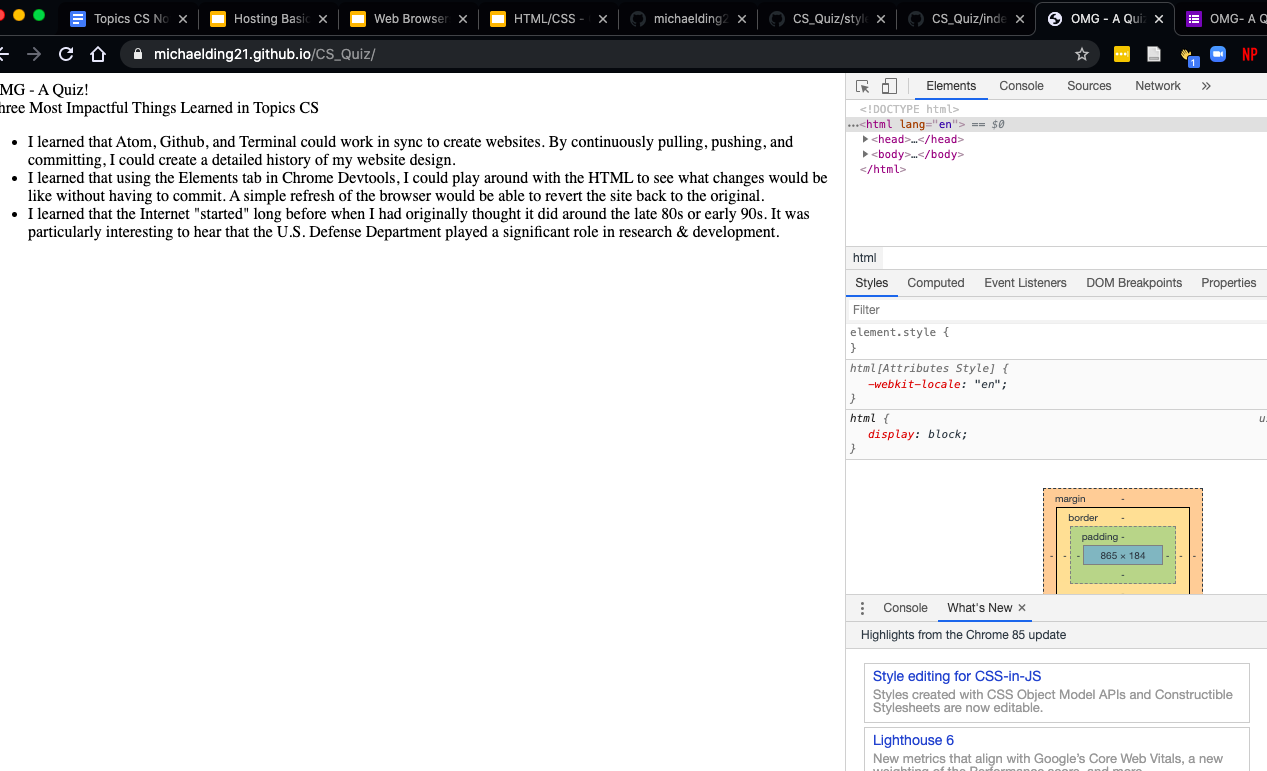 Topics CS No
Hosting Basic
Web Browser
HTML/CSS -
michaelding2
CS_Quiz/style
CS_Quiz/inde
OMG - A Quiz
OMG- A Q
michaelding21.github.io/CS_Quiz/
1
NP
MG - A Quiz!
hree Most Impactful Things Learned in Topics CS
• I learned that Atom, Github, and Terminal could work in sync to create websites. By continuously pulling, pushing, and
committing, I could create a detailed history of my website design.
• I learned that using the Elements tab in Chrome Devtools, I could play around with the HTML to see what changes would be
like without having to commit. A simple refresh of the browser would be able to revert the site back to the original.
• I learned that the Internet "started" long before when I had originally thought it did around the late 80s or early 90s. It was
particularly interesting to hear that the U.S. Defense Department played a significant role in research & development.
Elements Console Sources Network »
<!DOCTYPE html>
…<html lang="en"> == $0
<head>…</head>
<body>…</body>
</html>
html
Styles Computed Event Listeners DOM Breakpoints Properties
Filter
element.style {
}
html[Attributes Style] {
-webkit-locale: "en";
}
html { u
display: block;
}
margin -
border -
padding -
- - - 865 × 184 - - -
-
Console What's New ×
Highlights from the Chrome 85 update
Style editing for CSS-in-JS
Styles created with CSS Object Model APIs and Constructible
Stylesheets are now editable.
Lighthouse 6
New metrics that align with Google's Core Web Vitals, a new
weighting of the Performance score, and more.